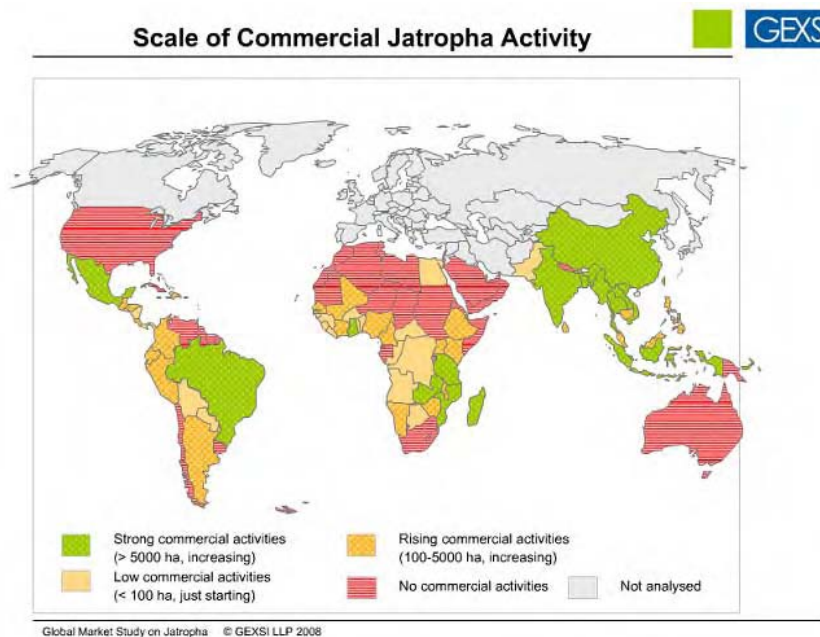 Scale of Commercial Jatropha Activity
GEXSI
Strong commercial activities
(> 5000 ha, increasing)
Rising commercial activities
(100-5000 ha, increasing)
Low commercial activities
(< 100 ha, just starting)
No commercial activities
Not analysed
Global Market Study on Jatropha © GEXSI LLP 2008